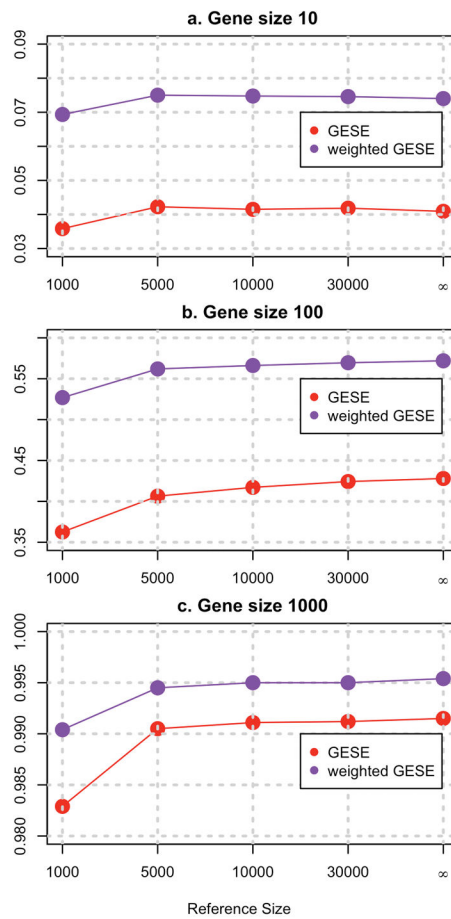 a. Gene size 10
0.09
0.07
0.05
0.03
GESE
weighted GESE
1000 5000 10000 30000 ∞
b. Gene size 100
0.55
0.45
0.35
GESE
weighted GESE
1000 5000 10000 30000 ∞
c. Gene size 1000
1.000
0.995
0.990
0.985
0.980
GESE
weighted GESE
1000 5000 10000 30000 ∞
Reference Size